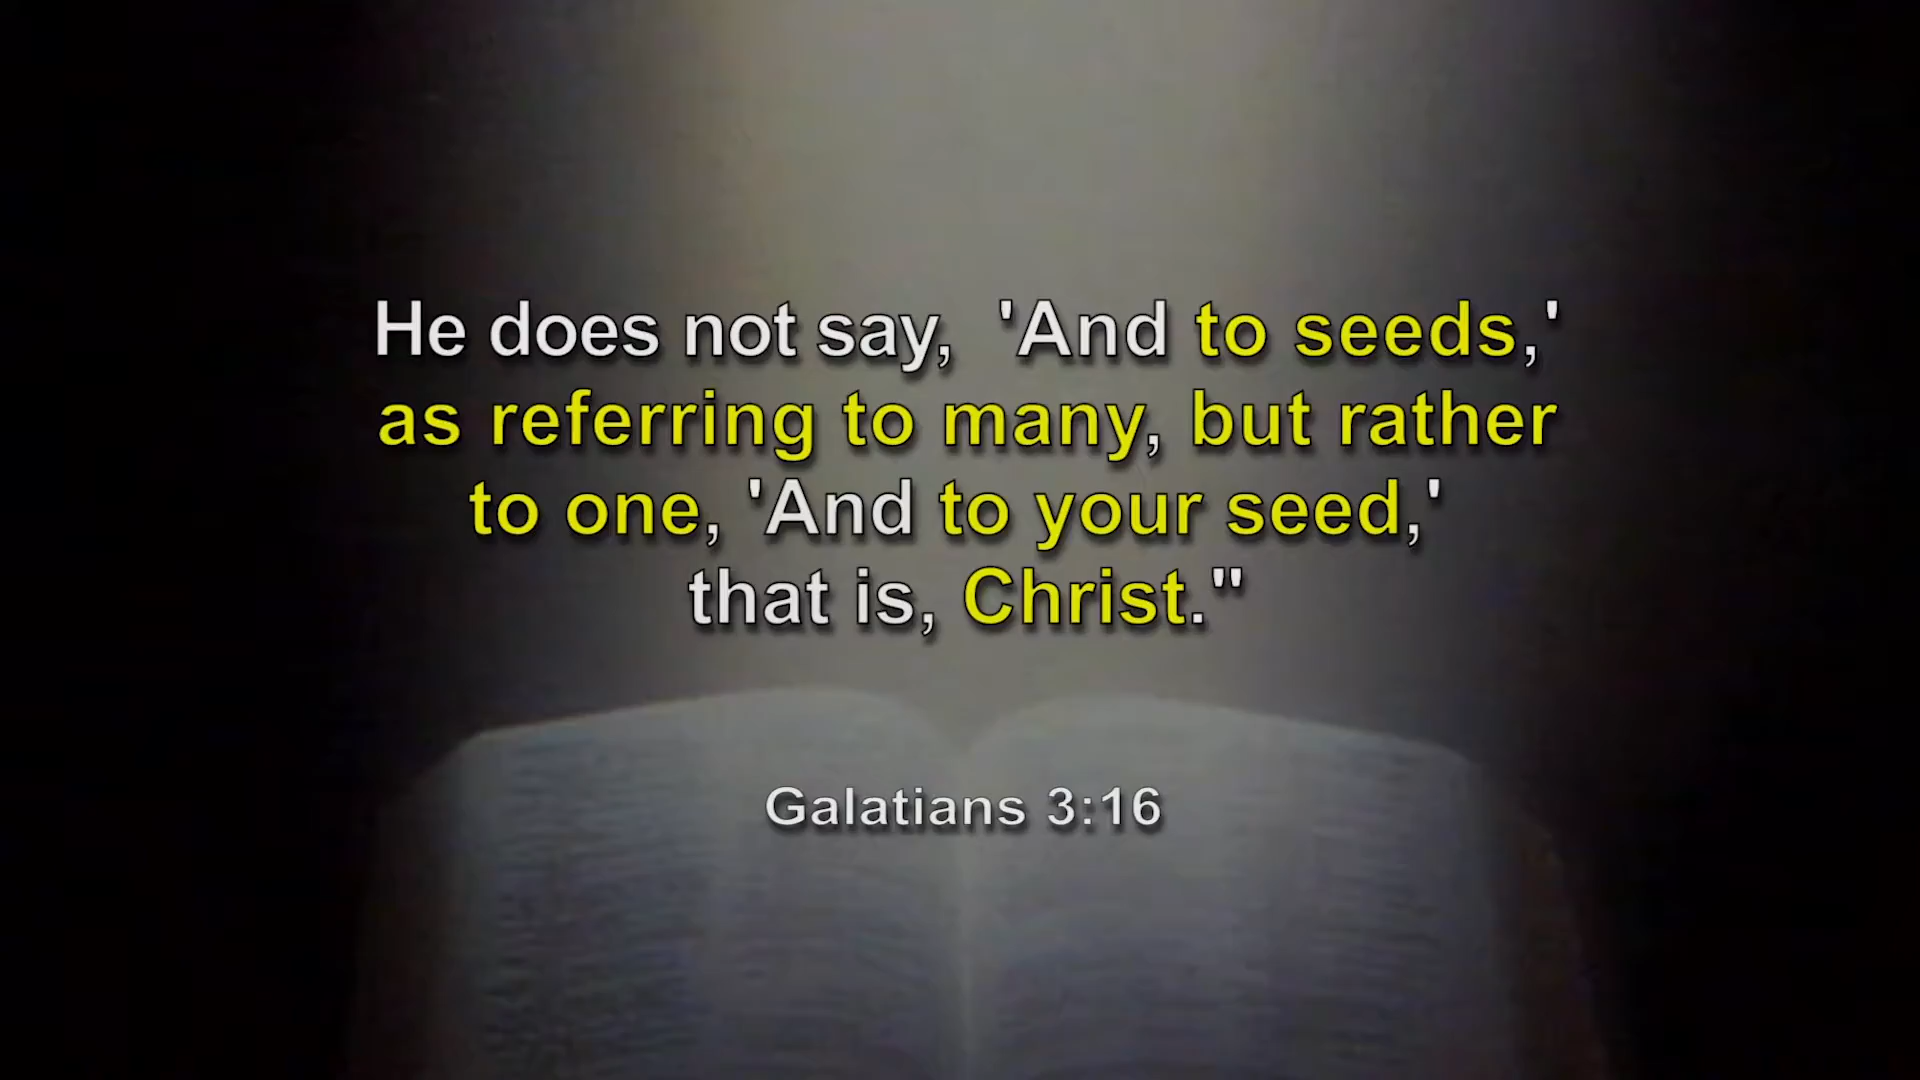 He does not say, 'And to seeds,'
as referring to many, but rather
to one, 'And to your seed,'
that is, Christ."
Galatians 3:16